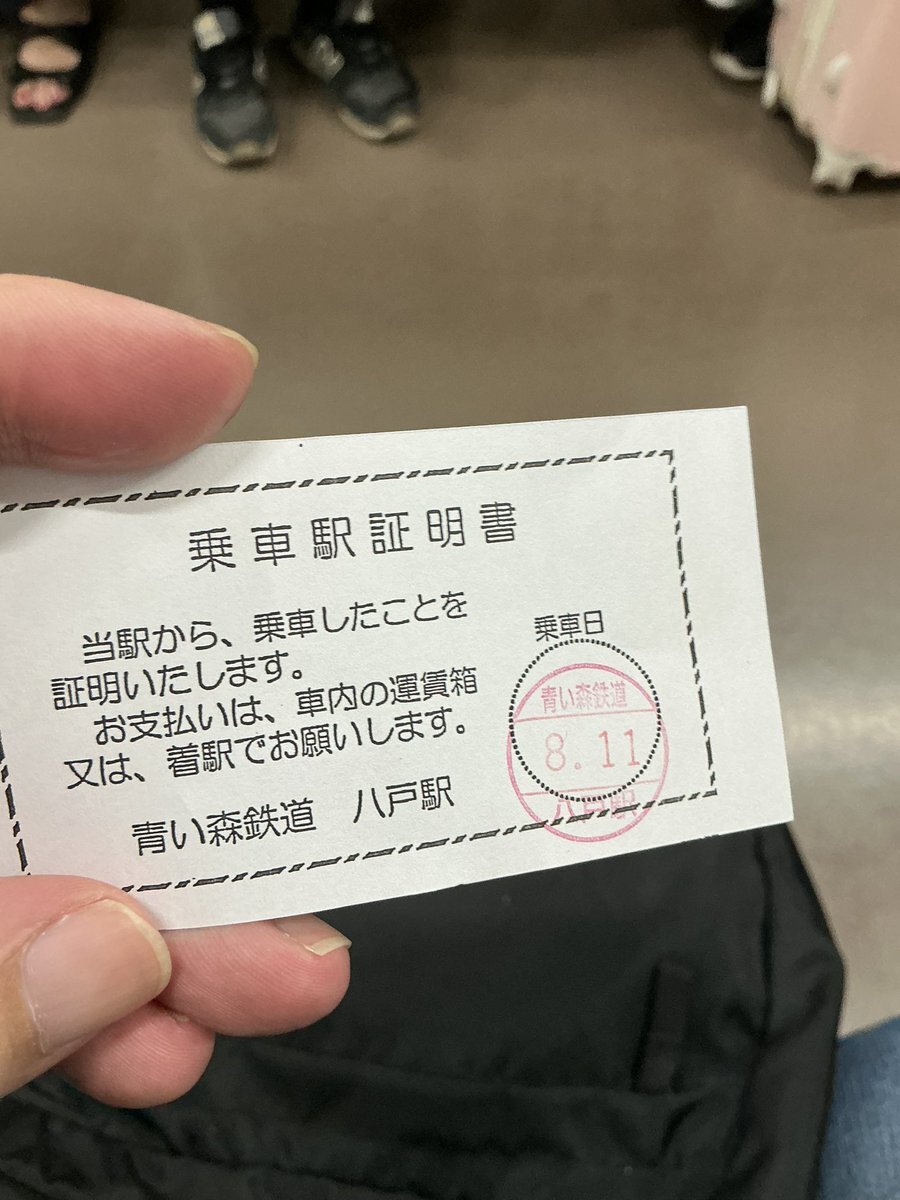 乗車駅証明書
当駅から、乗車したことを
証明いたします。
お支払いは、車内の運賃箱
又は、着駅でお願いします。
青い森鉄道 八戸駅
乗車日
青い森鉄道
8.11
八戸駅